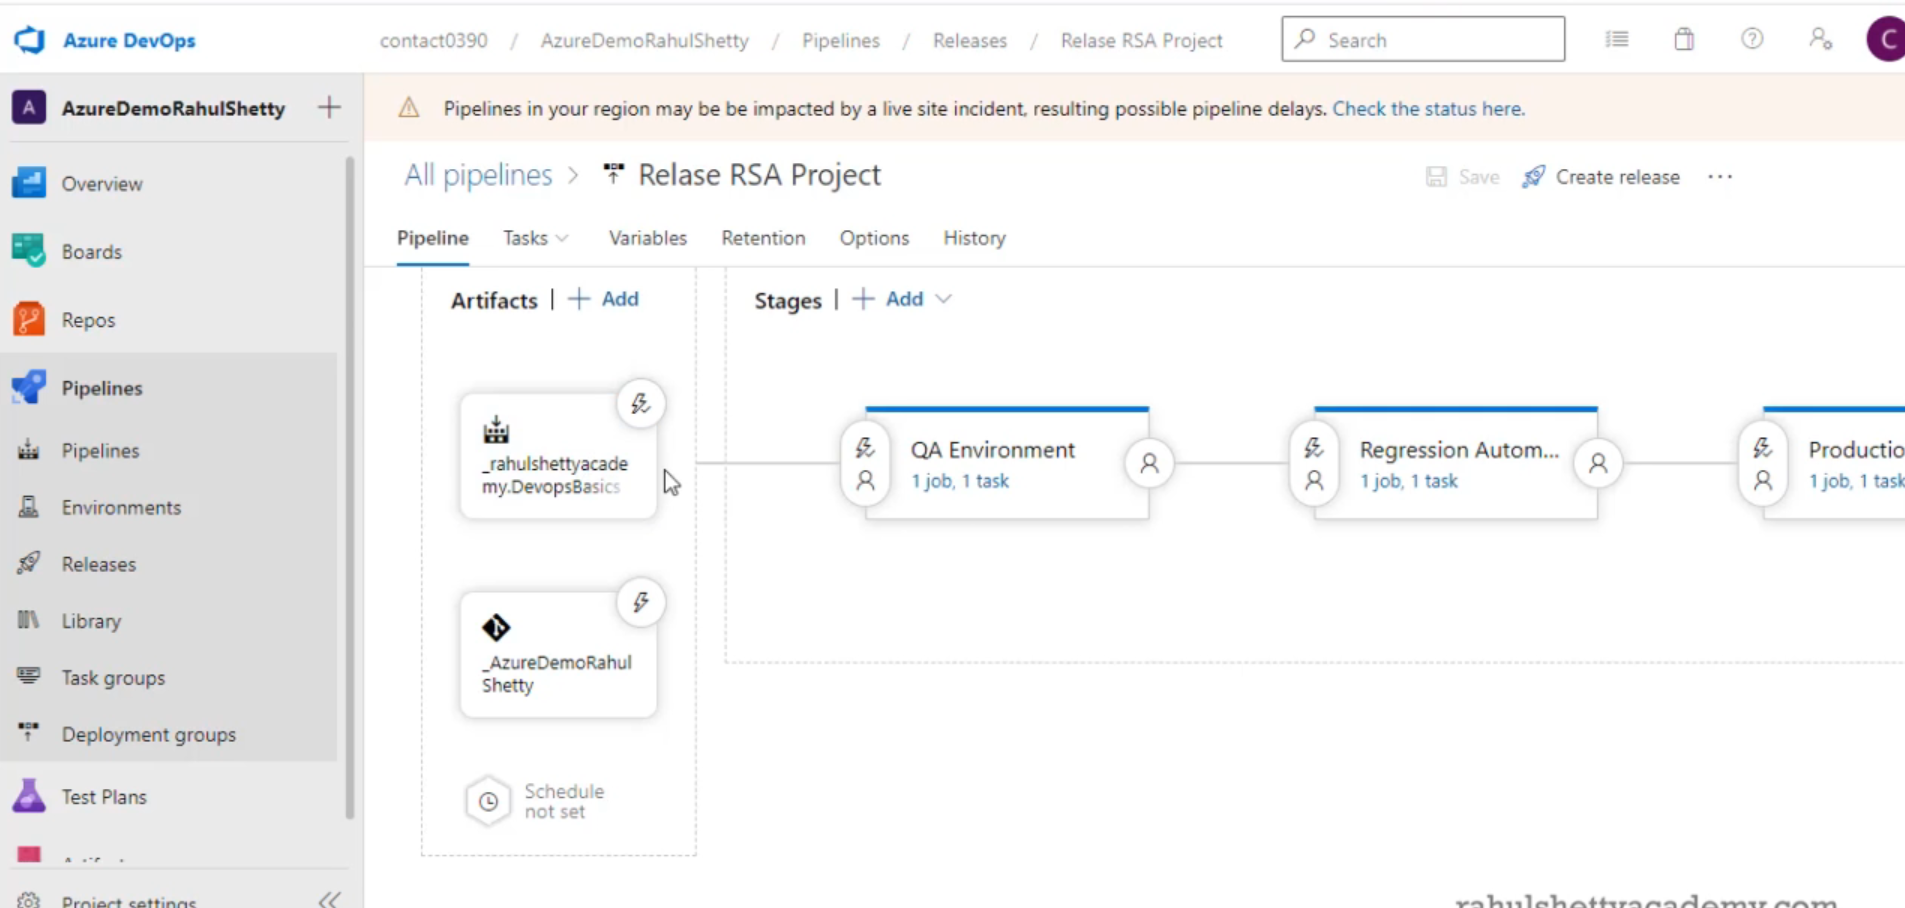 Azure DevOps
contact0390 / AzureDemoRahulShetty / Pipelines / Releases / Relase RSA Project
Search
C
A AzureDemoRahulShetty
Pipelines in your region may be be impacted by a live site incident, resulting possible pipeline delays. Check the status here.
Overview
Boards
Repos
Pipelines
Pipelines
Environments
Releases
Library
Task groups
Deployment groups
Test Plans
Project settings
All pipelines > Relase RSA Project
Save Create release ...
Pipeline Tasks Variables Retention Options History
Artifacts | + Add
Stages | + Add
_rahulshettyacade
my.DevopsBasics
QA Environment
1 job, 1 task
Regression Autom...
1 job, 1 task
Productio
1 job, 1 task
_AzureDemoRahul
Shetty
Schedule
not set
rahulshettyacademy.com